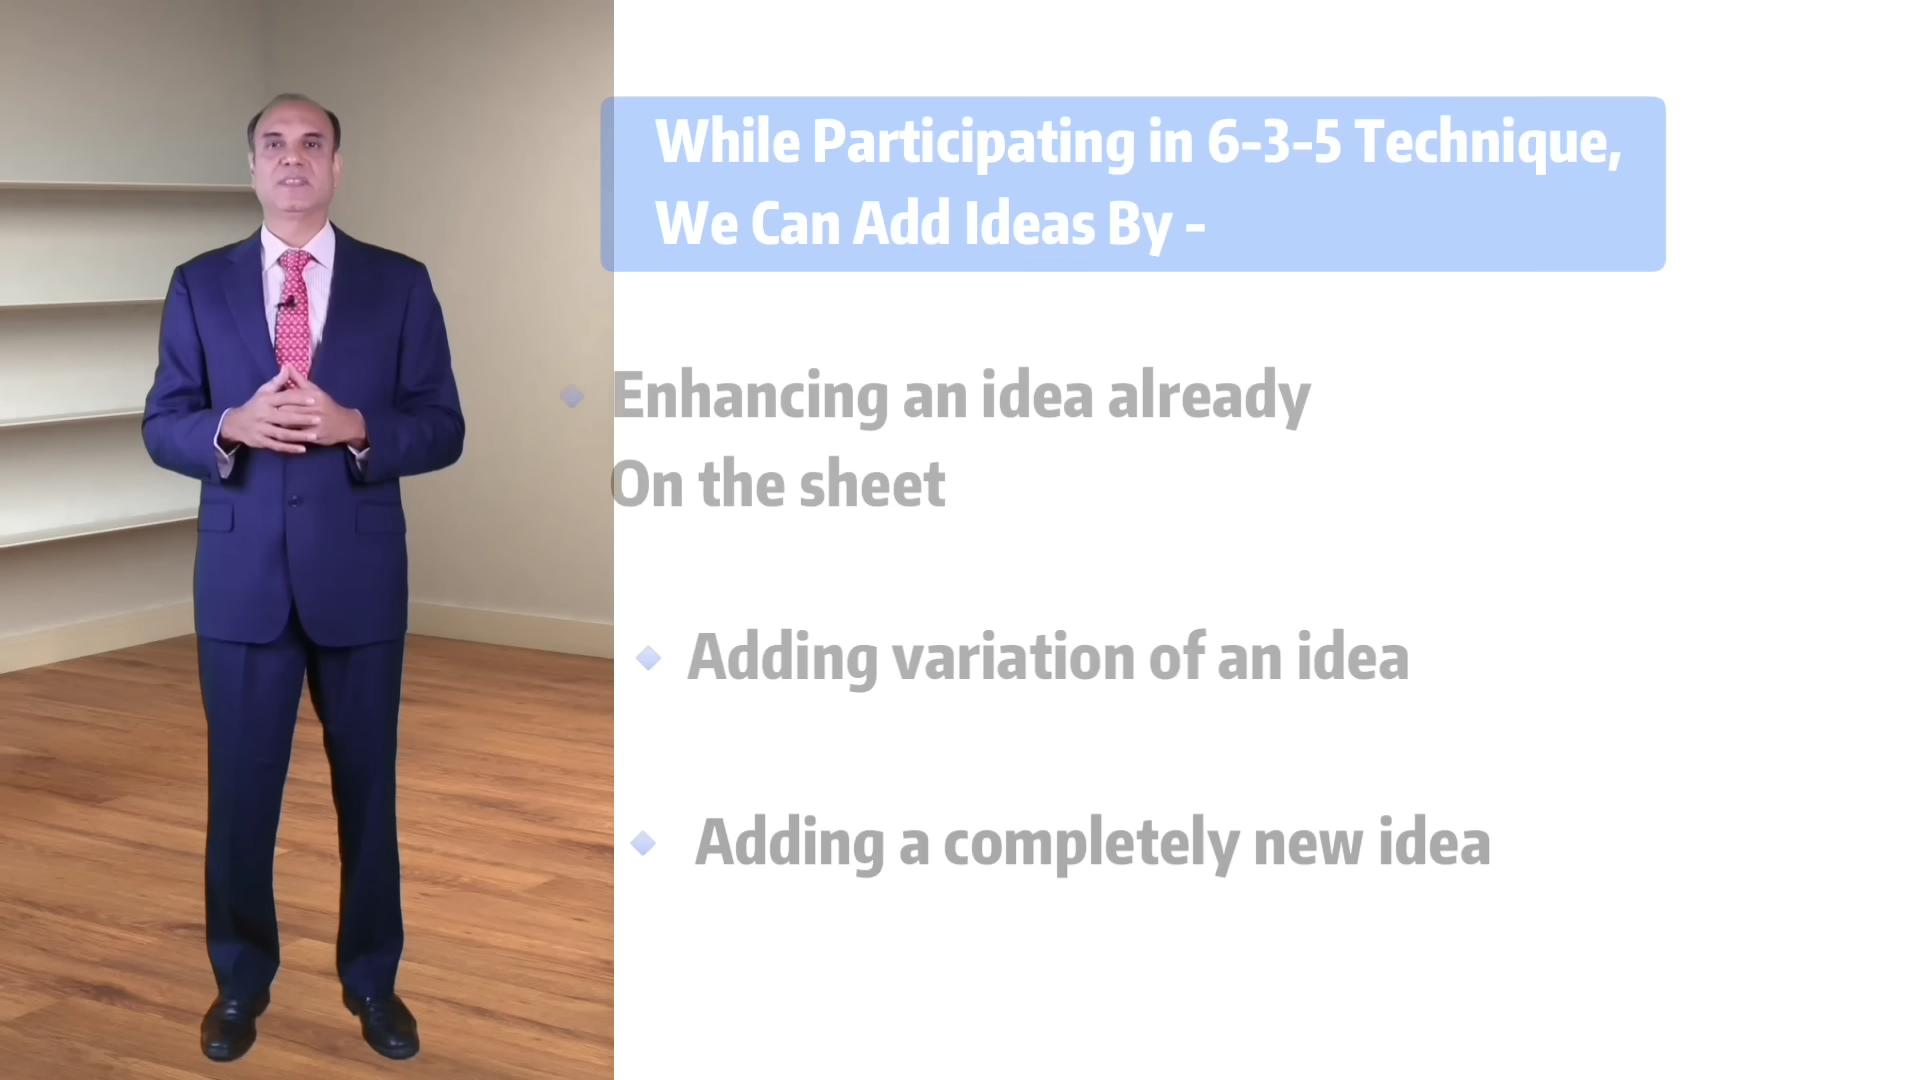 While Participating in 6-3-5 Technique,
We Can Add Ideas By -
Enhancing an idea already
On the sheet
Adding variation of an idea
Adding a completely new idea